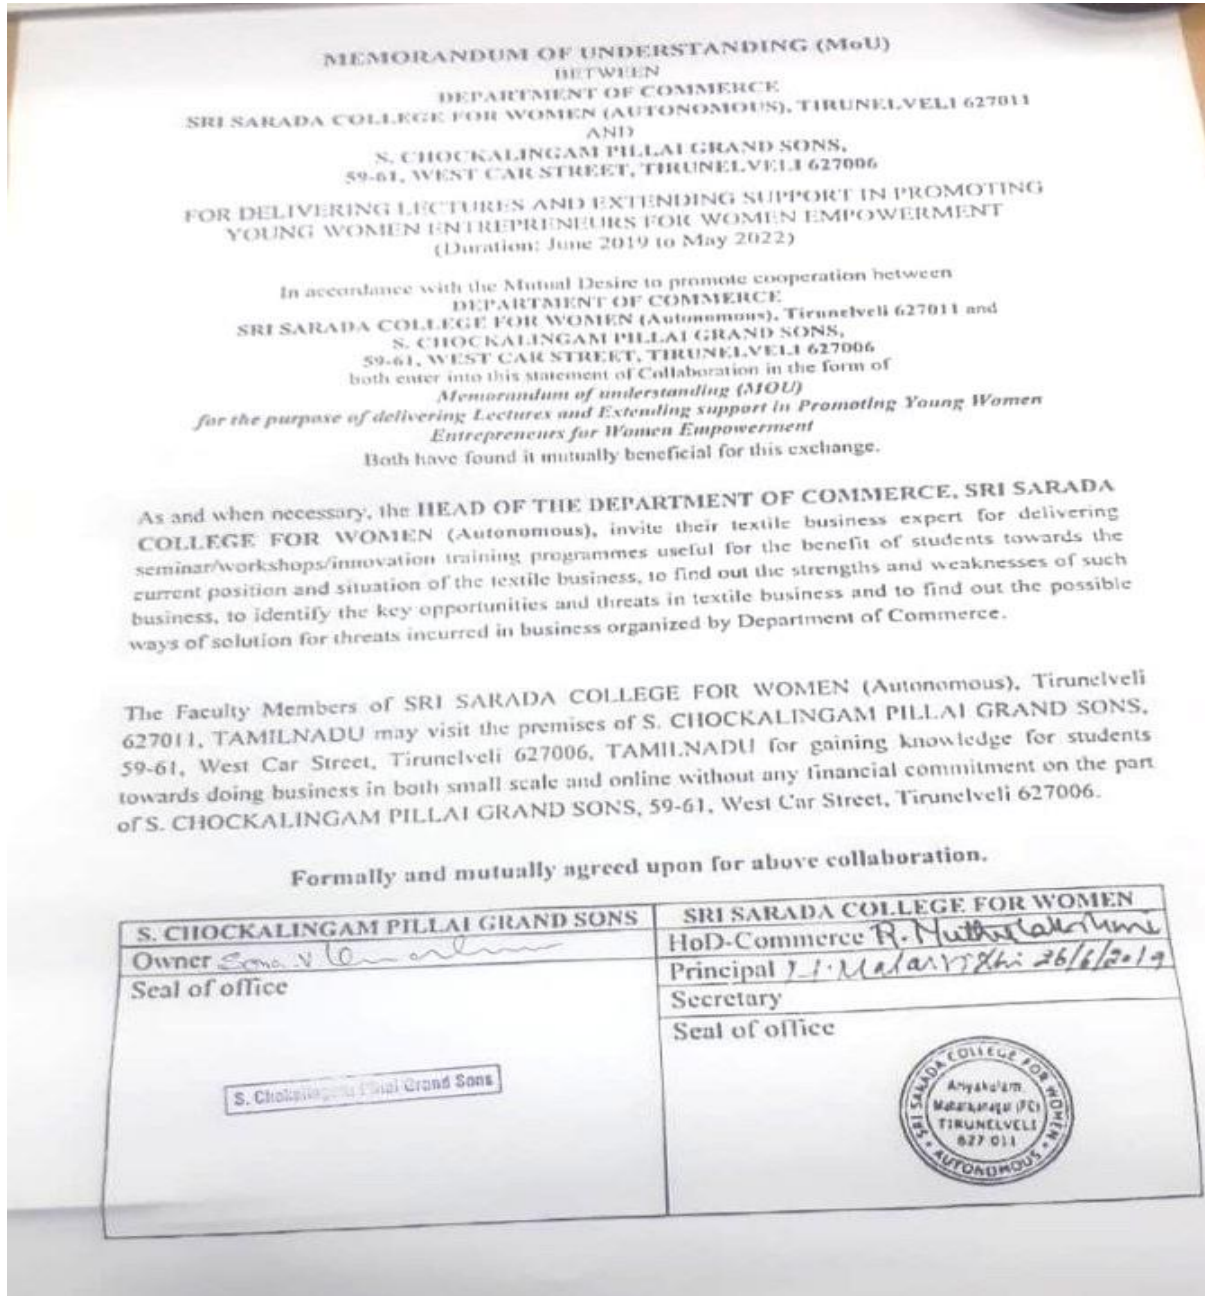 MEMORANDUM OF UNDERSTANDING (MoU)
BETWEEN
DEPARTMENT OF COMMERCE
SRI SARADA COLLEGE FOR WOMEN (AUTONOMOUS), TIRUNELVELI 627011
AND
S. CHOCKALINGAM PILLAI GRAND SONS,
59-61, WEST CAR STREET, TIRUNELVELI 627006
FOR DELIVERING LECTURES AND EXTENDING SUPPORT IN PROMOTING
YOUNG WOMEN ENTREPRENEURS FOR WOMEN EMPOWERMENT
(Duration: June 2019 to May 2022)
In accordance with the Mutual Desire to promote cooperation between
DEPARTMENT OF COMMERCE
SRI SARADA COLLEGE FOR WOMEN (Autonomous), Tirunelveli 627011 and
S. CHOCKALINGAM PILLAI GRAND SONS,
59-61, WEST CAR STREET, TIRUNELVELI 627006
both enter into this statement of Collaboration in the form of
Memorandum of understanding (MOU)
for the purpose of delivering Lectures and Extending support in Promoting Young Women
Entrepreneurs for Women Empowerment
Both have found it mutually beneficial for this exchange.
As and when necessary, the HEAD OF THE DEPARTMENT OF COMMERCE, SRI SARADA
COLLEGE FOR WOMEN (Autonomous), invite their textile business expert for delivering
seminar/workshops/innovation training programmes useful for the benefit of students towards the
current position and situation of the textile business, to find out the strengths and weaknesses of such
business, to identify the key opportunities and threats in textile business and to find out the possible
ways of solution for threats incurred in business organized by Department of Commerce.
The Faculty Members of SRI SARADA COLLEGE FOR WOMEN (Autonomous), Tirunelveli
627011, TAMILNADU may visit the premises of S. CHOCKALINGAM PILLAI GRAND SONS,
59-61, West Car Street, Tirunelveli 627006, TAMILNADU for gaining knowledge for students
towards doing business in both small scale and online without any financial commitment on the part
of S. CHOCKALINGAM PILLAI GRAND SONS, 59-61, West Car Street, Tirunelveli 627006.
Formally and mutually agreed upon for above collaboration.
S. CHOCKALINGAM PILLAI GRAND SONS
Owner
Seal of office
S. Grand Sons
SRI SARADA COLLEGE FOR WOMEN
HoD-Commerce R. Muthulakshmi
Principal Malarvizhi 26/6/2019
Secretary
Seal of office
SRI SARADA COLLEGE FOR WOMEN
AUTONOMOUS
Ariyakulam
Maharajanagar (PO)
TIRUNELVELI
627 011